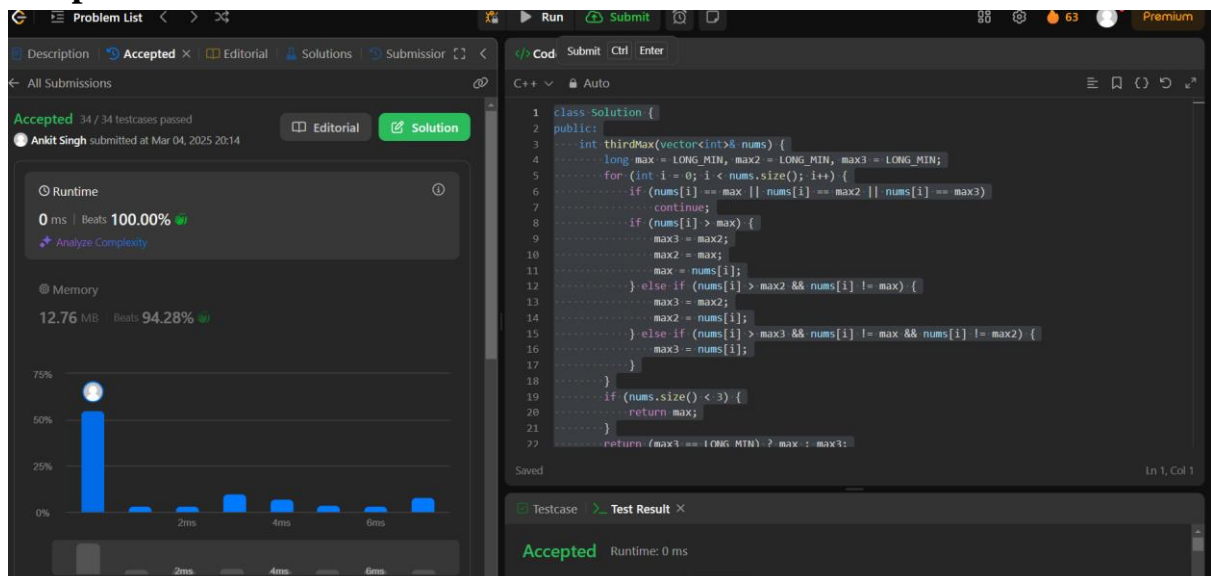 Problem List
Run
Submit
63
Premium
Description
Accepted
Editorial
Solutions
Submission
All Submissions
Accepted 34 / 34 testcases passed
Ankit Singh submitted at Mar 04, 2025 20:14
Editorial
Solution
Runtime
0 ms | Beats 100.00%
Analyze Complexity
Memory
12.76 MB Beats 94.28%
75%
50%
25%
0%
2ms 4ms 6ms
2ms 4ms 6ms
</> Cod
Submit Ctrl Enter
C++ Auto
1 class Solution {
2 public:
3 int thirdMax(vector<int>& nums) {
4 long max = LONG_MIN, max2 = LONG_MIN, max3 = LONG_MIN;
5 for (int i = 0; i < nums.size(); i++) {
6 if (nums[i] == max || nums[i] == max2 || nums[i] == max3)
7 continue;
8 if (nums[i] > max) {
9 max3 = max2;
10 max2 = max;
11 max = nums[i];
12 } else if (nums[i] > max2 && nums[i] != max) {
13 max3 = max2;
14 max2 = nums[i];
15 } else if (nums[i] > max3 && nums[i] != max && nums[i] != max2) {
16 max3 = nums[i];
17 }
18 }
19 if (nums.size() < 3) {
20 return max;
21 }
22 return (max3 == LONG_MIN) ? max : max3;
Saved
Ln 1, Col 1
Testcase
>_ Test Result
Accepted Runtime: 0 ms